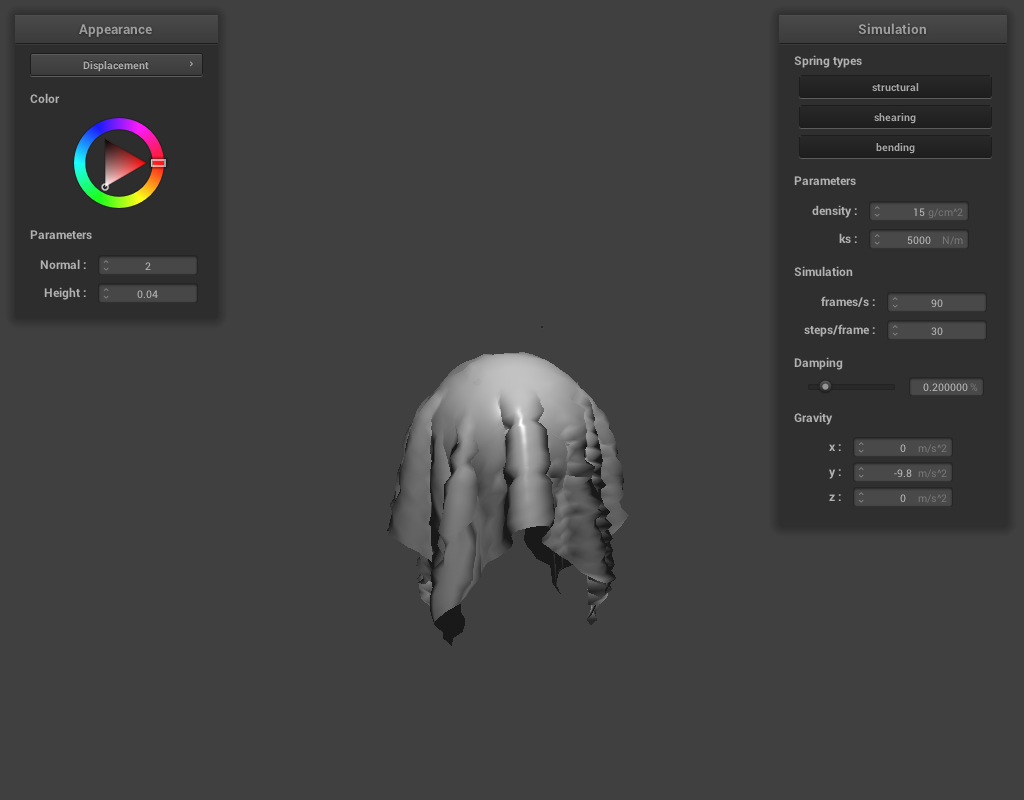 Appearance
Displacement ›
Color
Parameters
Normal : 2
Height : 0.04
Simulation
Spring types
structural
shearing
bending
Parameters
density : 15 g/cm^2
ks : 5000 N/m
Simulation
frames/s : 90
steps/frame : 30
Damping
0.200000 %
Gravity
x : 0 m/s^2
y : -9.8 m/s^2
z : 0 m/s^2